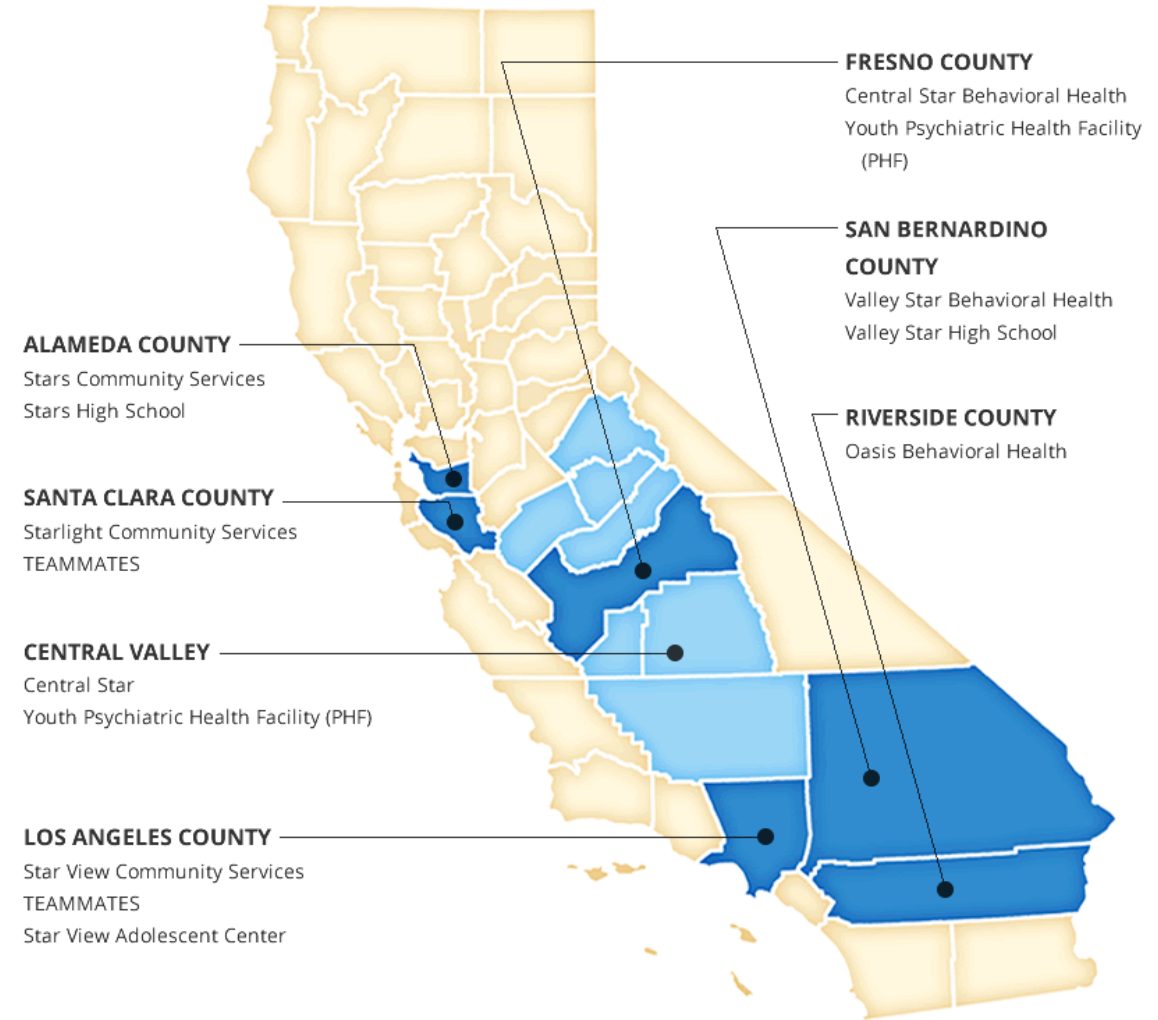 FRESNO COUNTY
Central Star Behavioral Health
Youth Psychiatric Health Facility
(PHF)
SAN BERNARDINO
COUNTY
Valley Star Behavioral Health
Valley Star High School
ALAMEDA COUNTY
Stars Community Services
Stars High School
RIVERSIDE COUNTY
Oasis Behavioral Health
SANTA CLARA COUNTY
Starlight Community Services
TEAMMATES
CENTRAL VALLEY
Central Star
Youth Psychiatric Health Facility (PHF)
LOS ANGELES COUNTY
Star View Community Services
TEAMMATES
Star View Adolescent Center